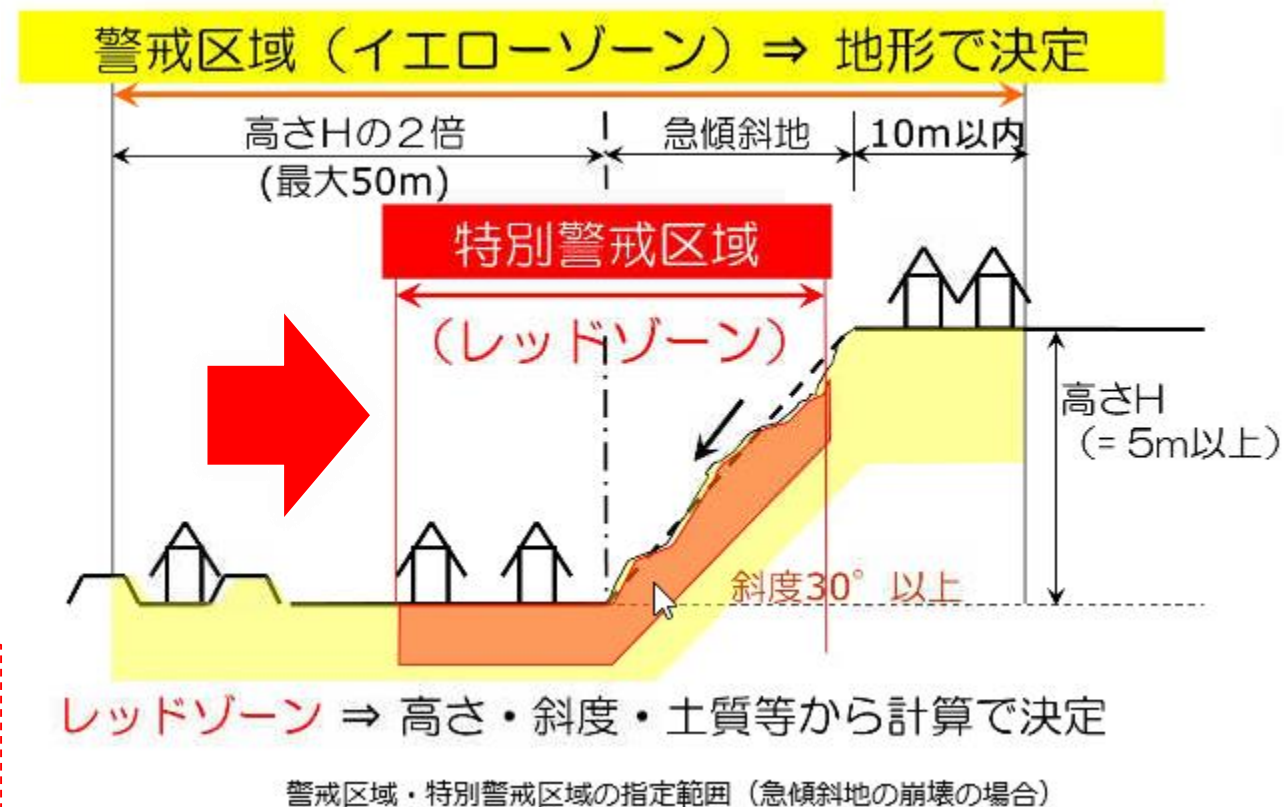 警戒区域（イエローゾーン）⇒ 地形で決定
高さHの２倍
(最大50m)
急傾斜地
10m以内
特別警戒区域
（レッドゾーン）
高さH
（= 5m以上）
斜度30°以上
レッドゾーン ⇒ 高さ・斜度・土質等から計算で決定
警戒区域・特別警戒区域の指定範囲（急傾斜地の崩壊の場合）